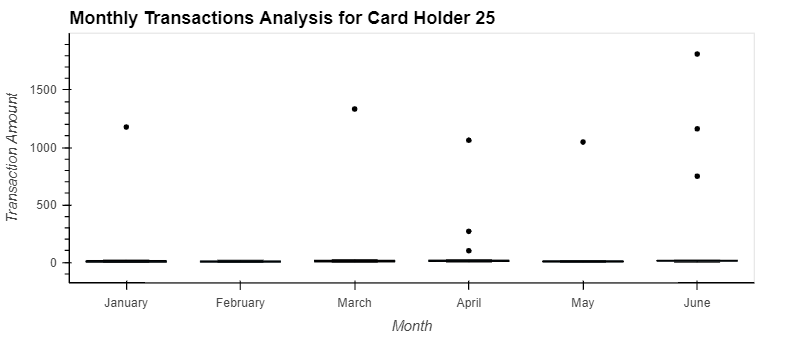 Monthly Transactions Analysis for Card Holder 25
Transaction Amount
1500
1000
500
0
January February March April May June
Month